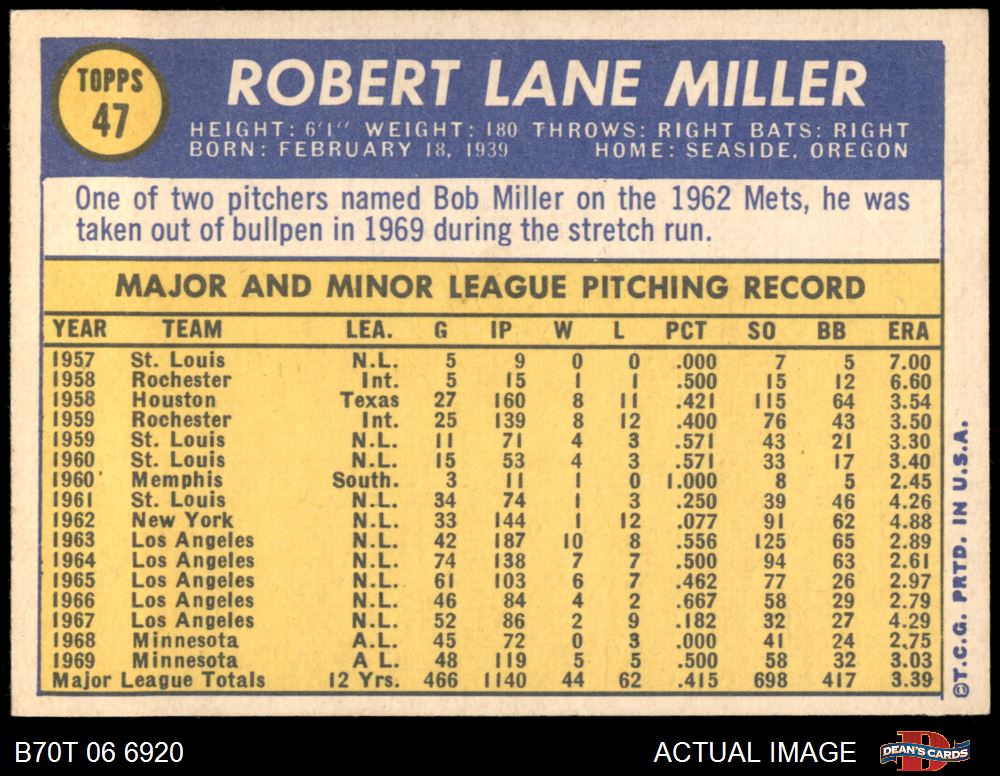 TOPPS
47
ROBERT LANE MILLER
HEIGHT: 6'1" WEIGHT: 180 THROWS: RIGHT BATS: RIGHT
BORN: FEBRUARY 18, 1939 HOME: SEASIDE, OREGON
One of two pitchers named Bob Miller on the 1962 Mets, he was
taken out of bullpen in 1969 during the stretch run.
MAJOR AND MINOR LEAGUE PITCHING RECORD
YEAR TEAM LEA. G IP W L PCT SO BB ERA
1957 St. Louis N.L. 5 9 0 0 .000 7 5 7.00
1958 Rochester Int. 5 15 1 1 .500 15 12 6.60
1958 Houston Texas 27 160 8 11 .421 115 64 3.54
1959 Rochester Int. 25 139 8 12 .400 76 43 3.50
1959 St. Louis N.L. 11 71 4 3 .571 43 21 3.30
1960 St. Louis N.L. 15 53 4 3 .571 33 17 3.40
1960 Memphis South. 3 11 1 0 1.000 8 5 2.45
1961 St. Louis N.L. 34 74 1 3 .250 39 46 4.26
1962 New York N.L. 33 144 1 12 .077 91 62 4.88
1963 Los Angeles N.L. 42 187 10 8 .556 125 65 2.89
1964 Los Angeles N.L. 74 138 7 7 .500 94 63 2.61
1965 Los Angeles N.L. 61 103 6 7 .462 77 26 2.97
1966 Los Angeles N.L. 46 84 4 2 .667 58 29 2.79
1967 Los Angeles N.L. 52 86 2 9 .182 32 27 4.29
1968 Minnesota A.L. 45 72 0 3 .000 41 24 2.75
1969 Minnesota A L. 48 119 5 5 .500 58 32 3.03
Major League Totals 12 Yrs. 466 1140 44 62 .415 698 417 3.39
©T.C.G. PRTD. IN U.S.A.
B70T 06 6920 ACTUAL IMAGE
DEAN'S CARDS